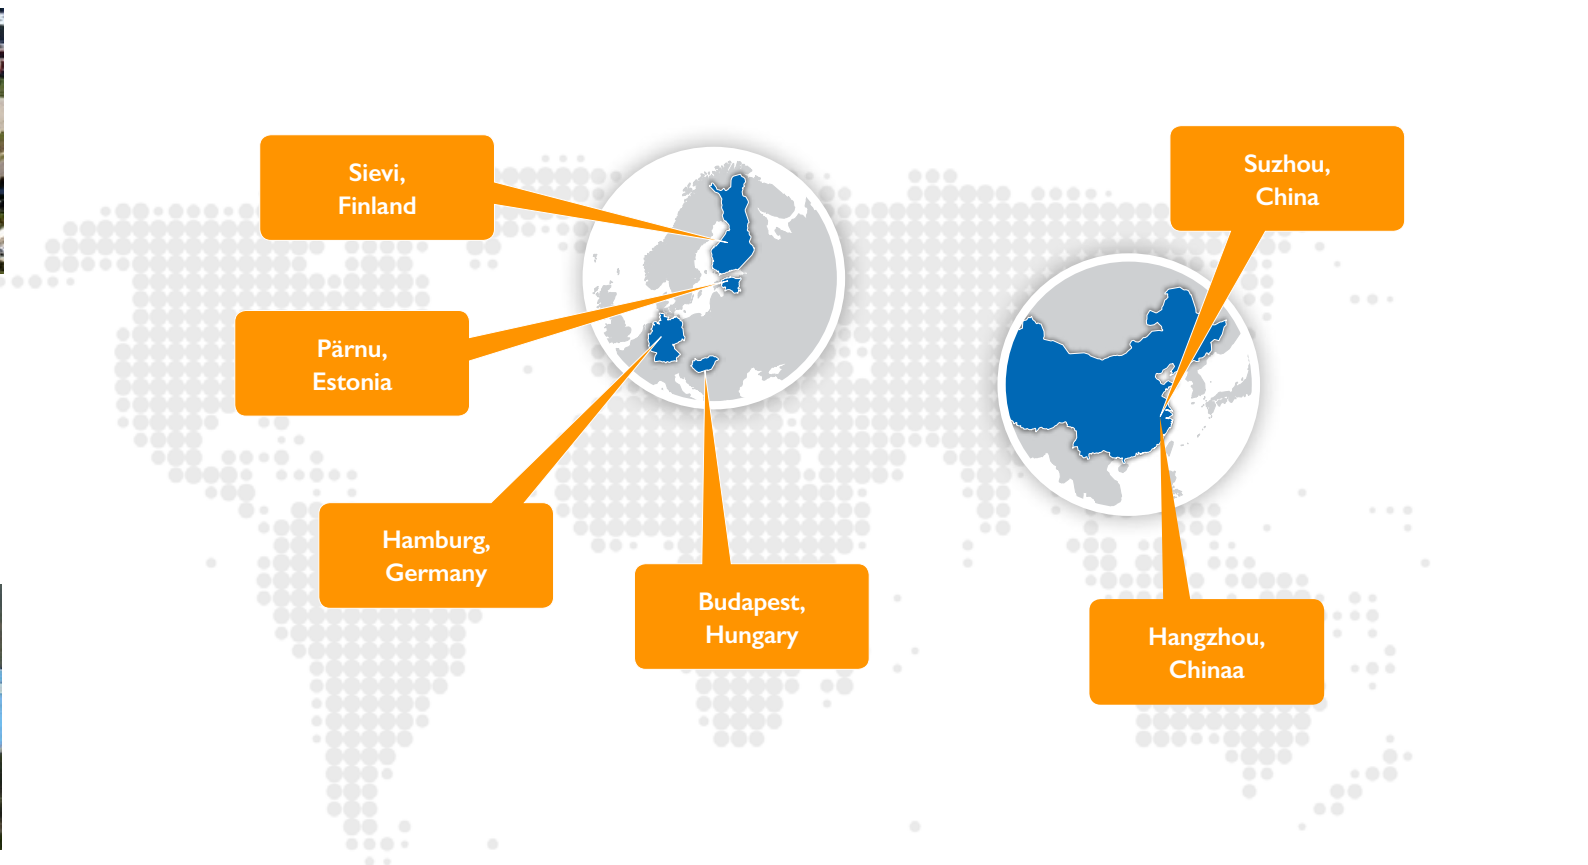 Sievi,
Finland
Suzhou,
China
Pärnu,
Estonia
Hamburg,
Germany
Budapest,
Hungary
Hangzhou,
Chinaa